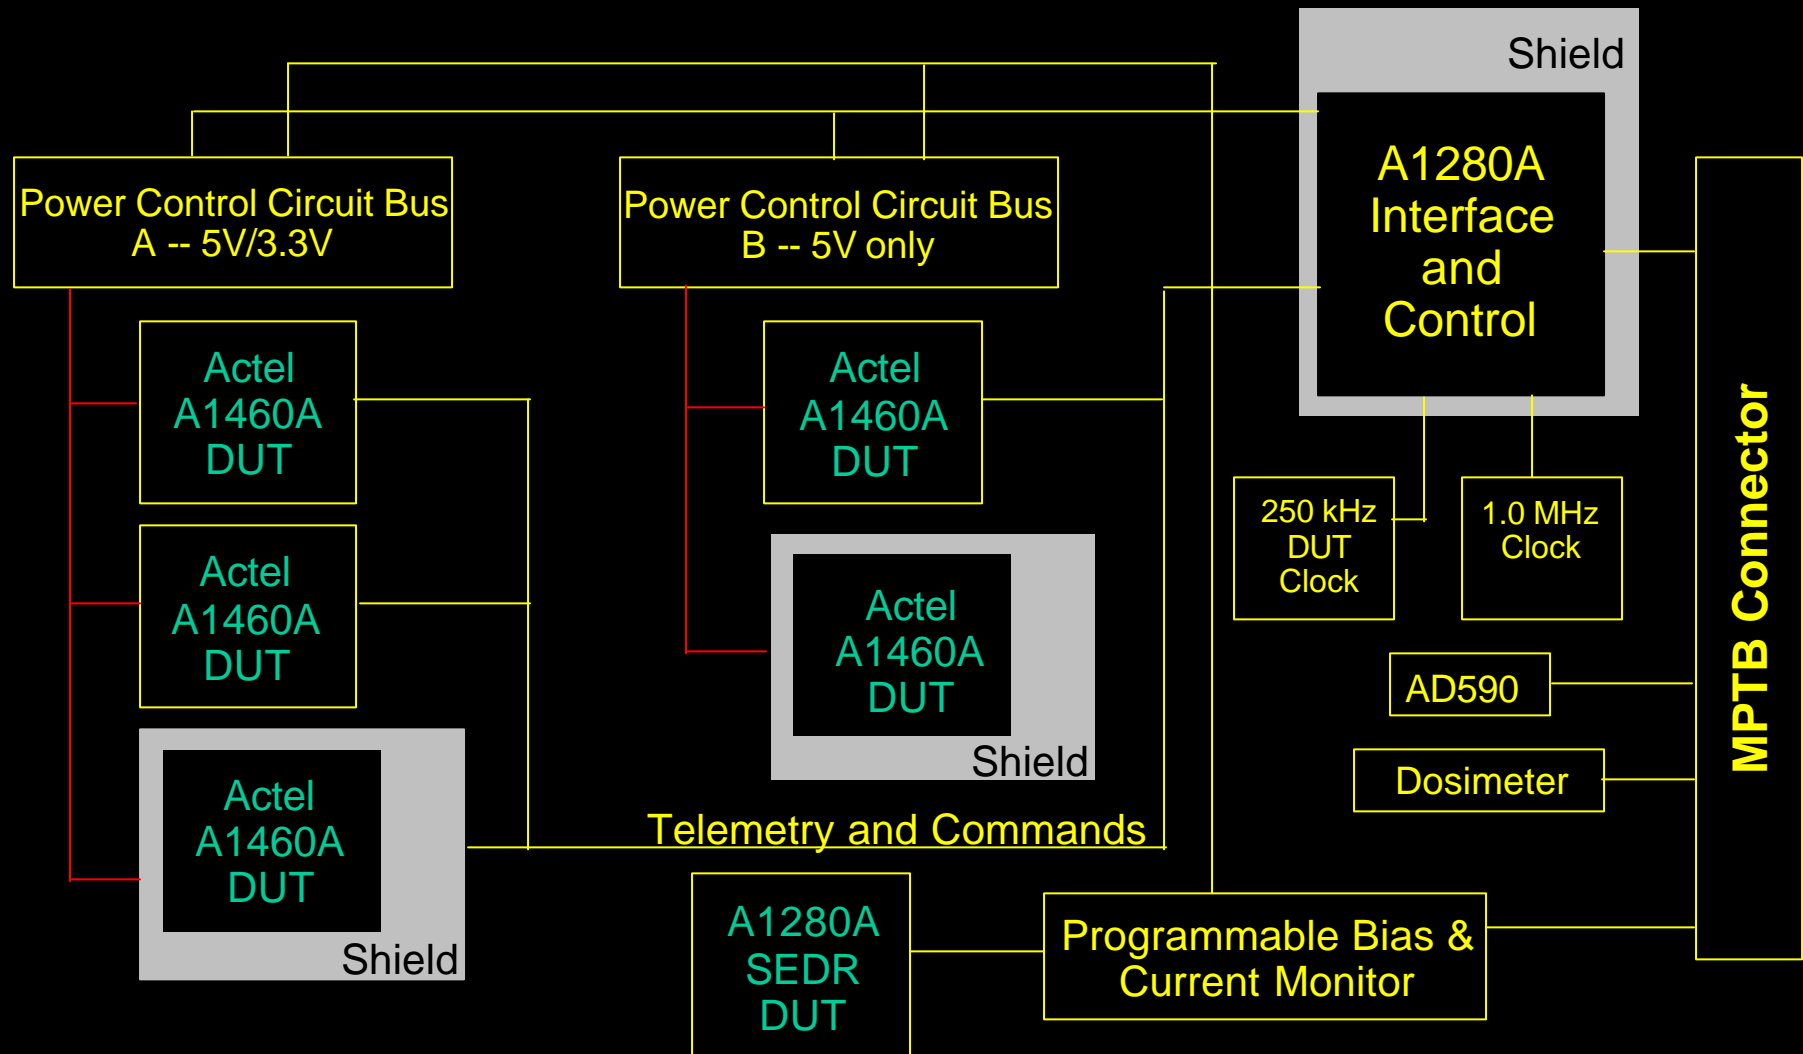 Shield
A1280A
Interface
and
Control
Power Control Circuit Bus
A -- 5V/3.3V
Power Control Circuit Bus
B -- 5V only
Actel
A1460A
DUT
Actel
A1460A
DUT
250 kHz
DUT
Clock
1.0 MHz
Clock
MPTB Connector
Actel
A1460A
DUT
Actel
A1460A
DUT
Shield
AD590
Dosimeter
Actel
A1460A
DUT
Shield
Telemetry and Commands
A1280A
SEDR
DUT
Programmable Bias &
Current Monitor